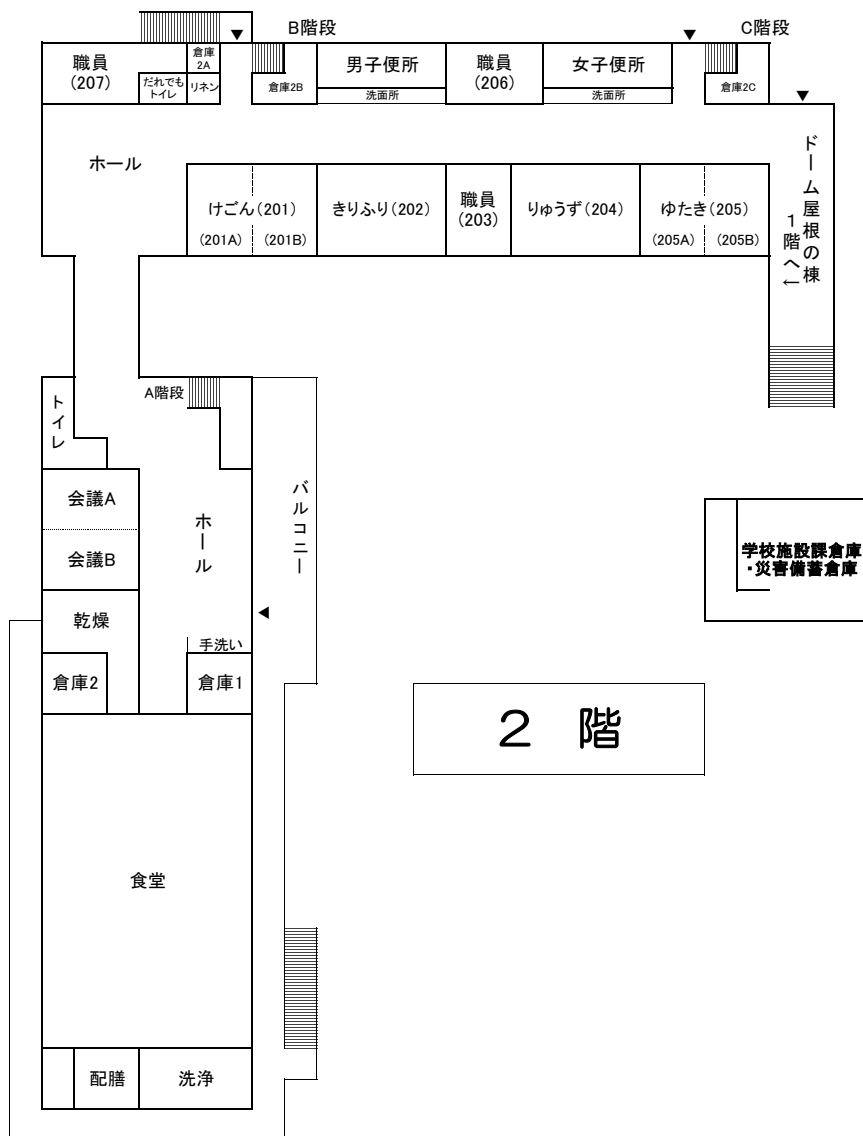 B階段
C階段
職員
(207)
倉庫
2A
だれでも
トイレ
リネン
倉庫2B
男子便所
洗面所
職員
(206)
女子便所
洗面所
倉庫2C
ホール
けごん(201)
(201A)
(201B)
きりふり(202)
職員
(203)
りゅうず(204)
ゆたき(205)
(205A)
(205B)
ドーム屋根の棟
1階へ←
トイレ
A階段
会議A
会議B
ホール
バルコニー
乾燥
手洗い
倉庫2
倉庫1
学校施設課倉庫
・災害備蓄倉庫
2 階
食堂
配膳
洗浄